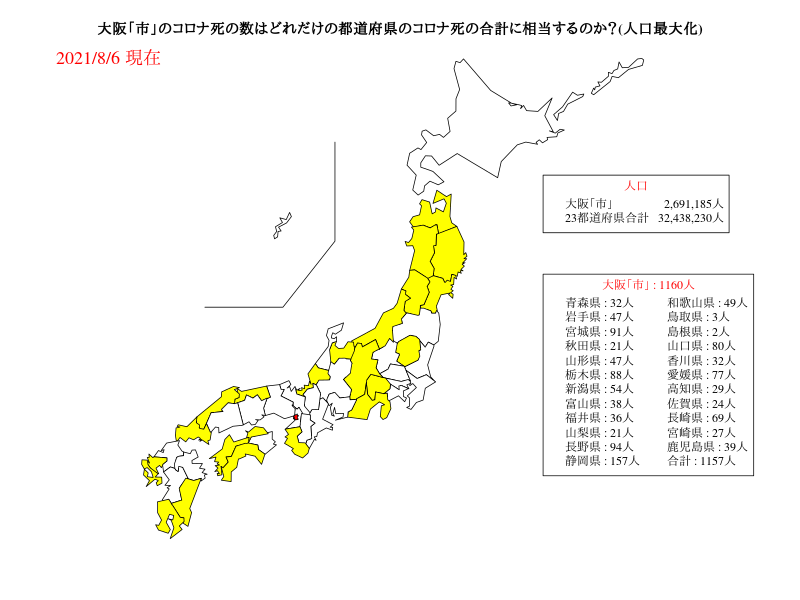 大阪「市」のコロナ死の数はどれだけの都道府県のコロナ死の合計に相当するのか?(人口最大化)
2021/8/6 現在
人口
大阪「市」 2,691,185人
23都道府県合計 32,438,230人
大阪「市」: 1160人
青森県 : 32人 和歌山県 : 49人
岩手県 : 47人 鳥取県 : 3人
宮城県 : 91人 島根県 : 2人
秋田県 : 21人 山口県 : 80人
山形県 : 47人 香川県 : 32人
栃木県 : 88人 愛媛県 : 77人
新潟県 : 54人 高知県 : 29人
富山県 : 38人 佐賀県 : 24人
福井県 : 36人 長崎県 : 69人
山梨県 : 21人 宮崎県 : 27人
長野県 : 94人 鹿児島県 : 39人
静岡県 : 157人 合計 : 1157人